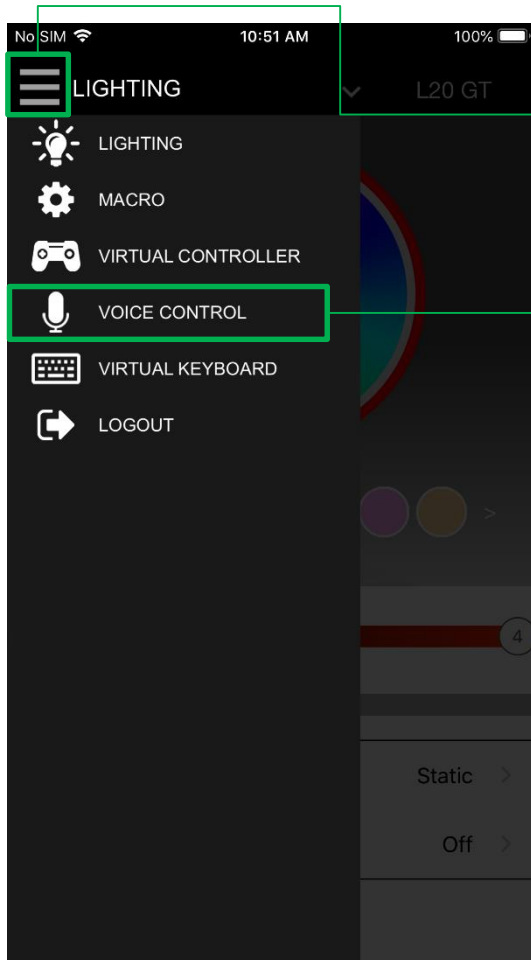 No SIM 10:51 AM 100%
LIGHTING L20 GT
LIGHTING
MACRO
VIRTUAL CONTROLLER
VOICE CONTROL
VIRTUAL KEYBOARD
LOGOUT
>
4
Static >
Off >